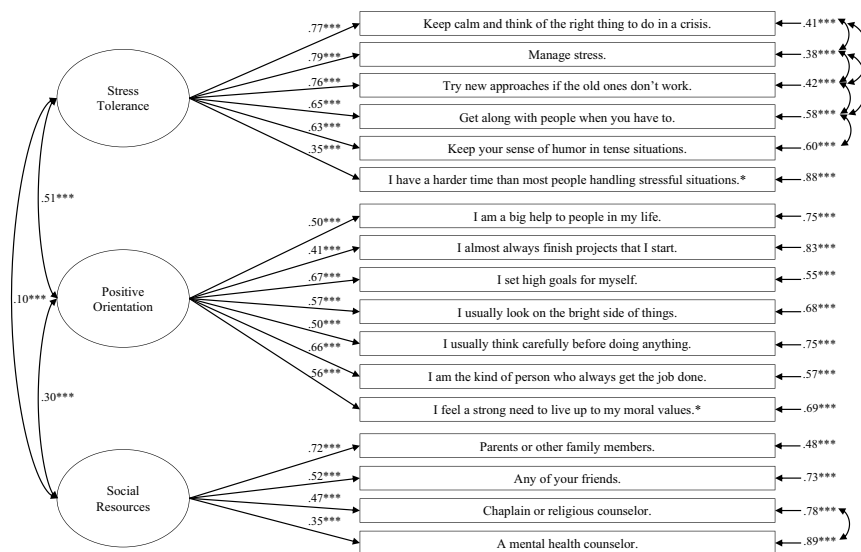 .77***
Keep calm and think of the right thing to do in a crisis.
.41***
.79***
Manage stress.
.38***
Stress
Tolerance
.76***
Try new approaches if the old ones don't work.
.42***
.65***
Get along with people when you have to.
.58***
.63***
Keep your sense of humor in tense situations.
.60***
.35***
I have a harder time than most people handling stressful situations.*
.88***
.51***
.50***
I am a big help to people in my life.
.75***
.41***
I almost always finish projects that I start.
.83***
.67***
I set high goals for myself.
.55***
.10***
Positive
Orientation
.57***
I usually look on the bright side of things.
.68***
.50***
I usually think carefully before doing anything.
.75***
.66***
I am the kind of person who always get the job done.
.57***
.56***
I feel a strong need to live up to my moral values.*
.69***
.30***
.72***
Parents or other family members.
.48***
.52***
Any of your friends.
.73***
Social
Resources
.47***
Chaplain or religious counselor.
.78***
.35***
A mental health counselor.
.89***